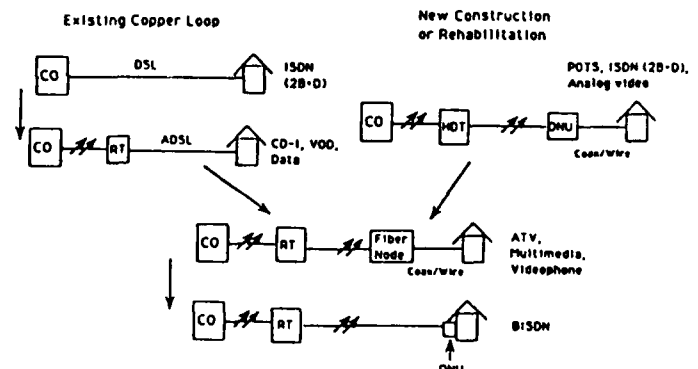 Existing Copper Loop
New Construction
or Rehabilitation
CO
DSL
ISDN
(2B+D)
POTS, ISDN (2B+D),
Analog video
CO
HDT
ONU
Coax/Wire
CO
RT
ADSL
CD-I, VOD,
Data
CO
RT
Fiber
Node
Coax/Wire
ATV,
Multimedia,
Videophone
CO
RT
BISDN
ONU